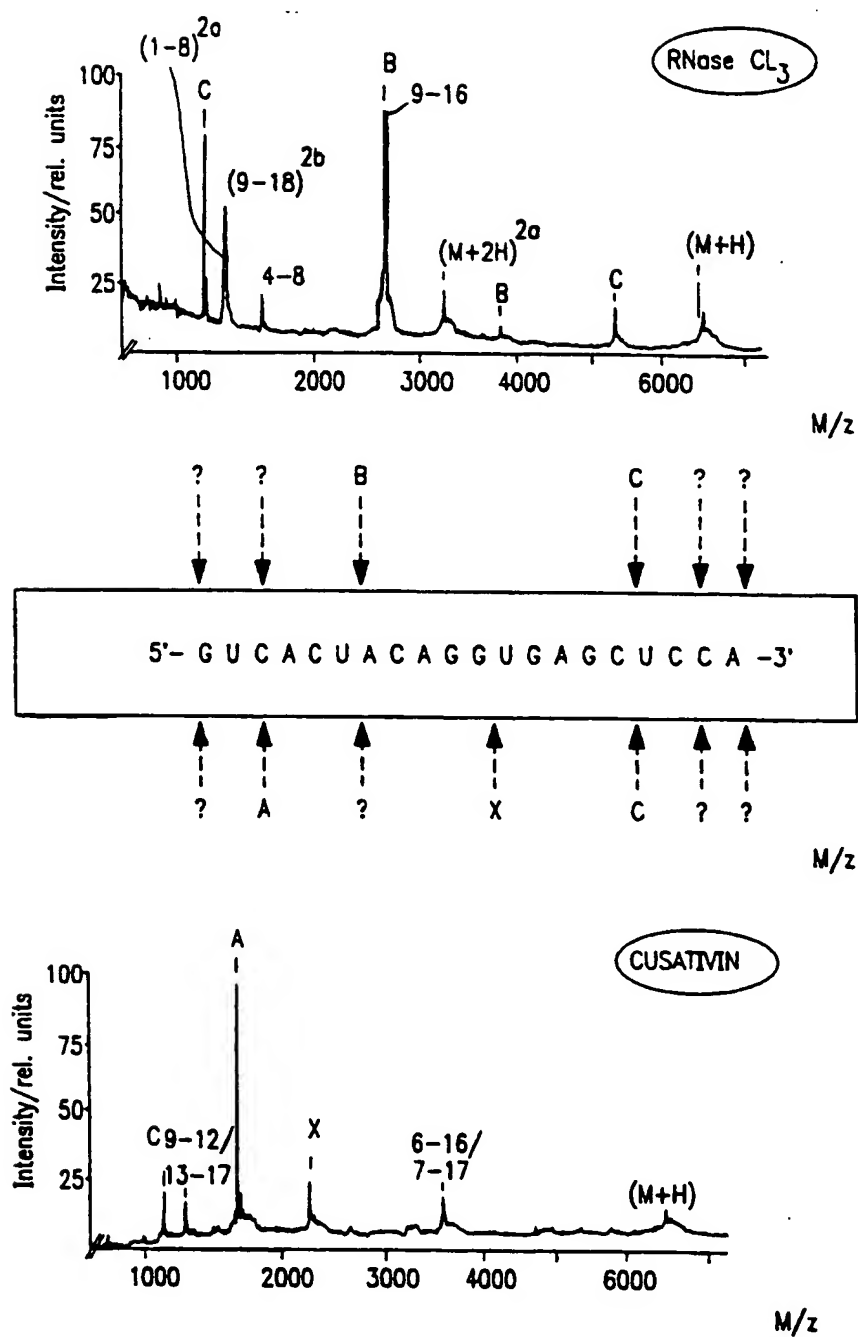 (1-8)2a
C
B
9-16
RNase CL3
(9-18)2b
4-8
(M+2H)2a
B
C
(M+H)
Intensity/rel. units
100
75
50
25
1000 2000 3000 4000 6000
M/z
? ? B C ? ?
5'- G U C A C U A C A G G U G A G C U C C A -3'
? A ? X C ? ?
M/z
A
CUSATIVIN
Intensity/rel. units
100
75
50
25
C 9-12/
13-17
X
6-16/
7-17
(M+H)
1000 2000 3000 4000 6000
M/z